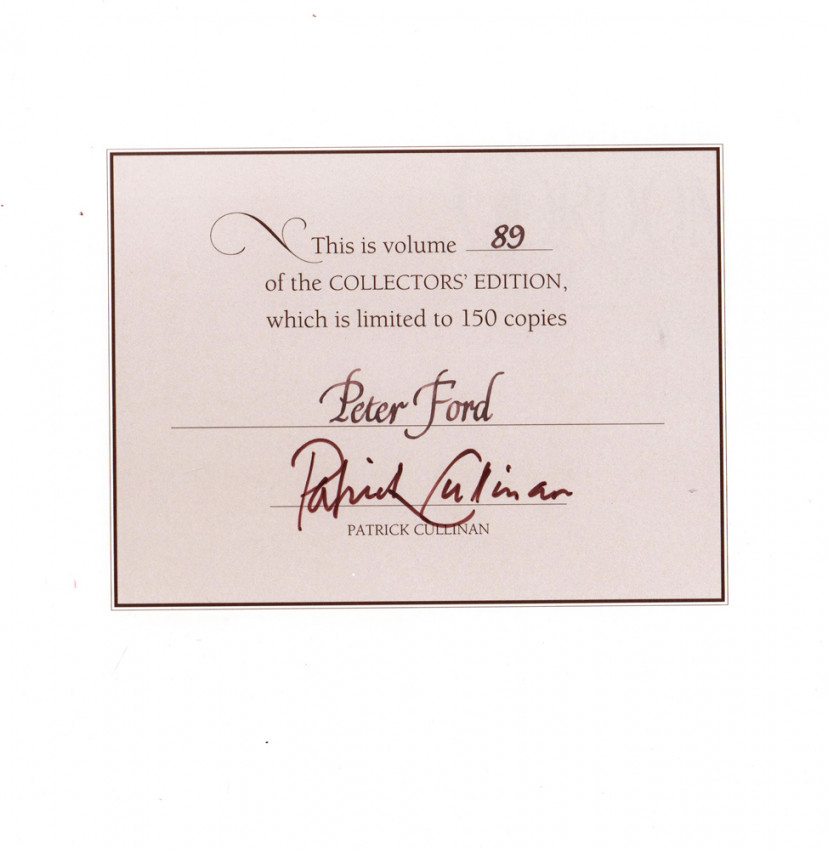 This is volume 89
of the COLLECTORS' EDITION,
which is limited to 150 copies
Peter Ford
Patrick Cullinan
PATRICK CULLINAN